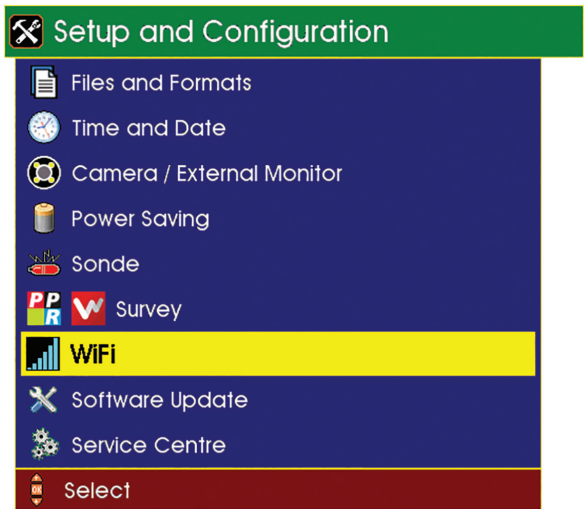 Setup and Configuration
Files and Formats
Time and Date
Camera / External Monitor
Power Saving
Sonde
PPR Survey
WiFi
Software Update
Service Centre
OK Select